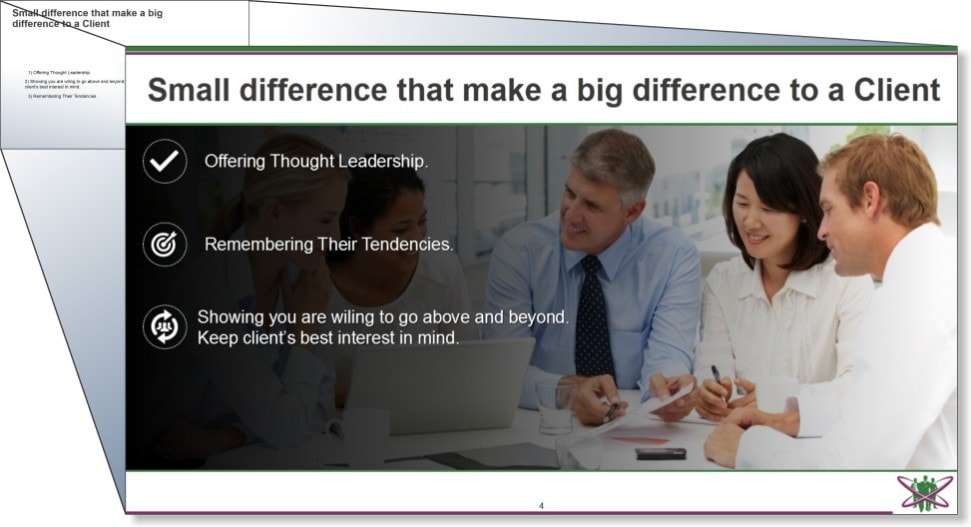 Small difference that make a big
difference to a Client
1) Offering Thought Leadership
2) Showing you are wiling to go above and beyond,
client's best interest in mind.
3) Remembering Their Tendencies
Small difference that make a big difference to a Client
Offering Thought Leadership.
Remembering Their Tendencies.
Showing you are wiling to go above and beyond.
Keep client's best interest in mind.
4